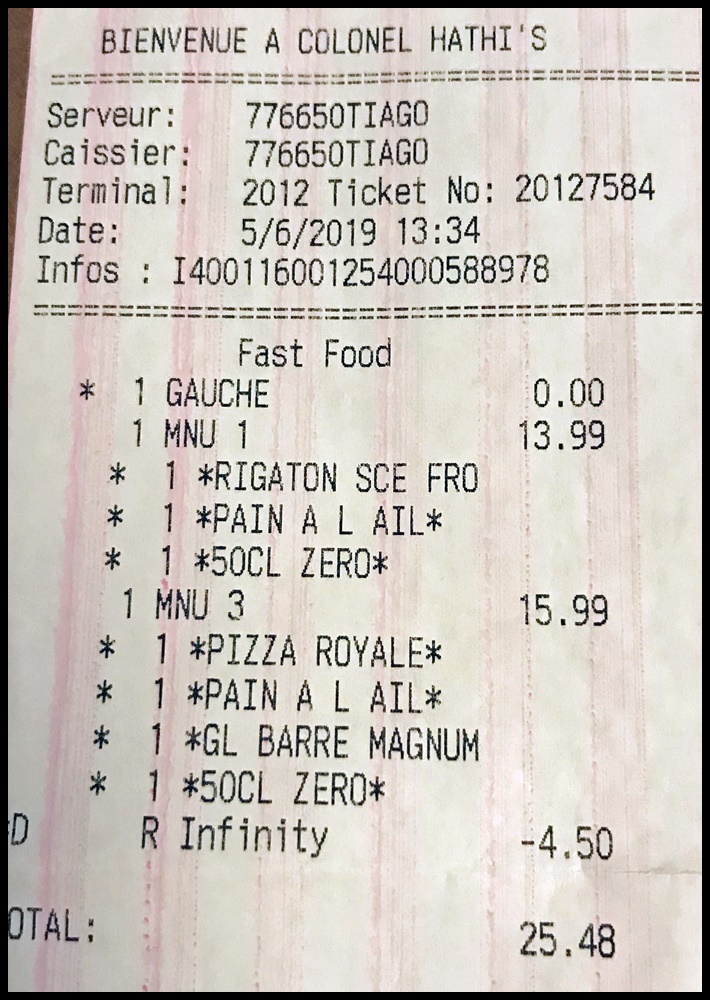 BIENVENUE A COLONEL HATHI'S
================================================
Serveur: 776650TIAGO
Caissier: 776650TIAGO
Terminal: 2012 Ticket No: 20127584
Date: 5/6/2019 13:34
Infos : I400116001254000588978
================================================
Fast Food
* 1 GAUCHE 0.00
1 MNU 1 13.99
* 1 *RIGATON SCE FRO
* 1 *PAIN A L AIL*
* 1 *50CL ZERO*
1 MNU 3 15.99
* 1 *PIZZA ROYALE*
* 1 *PAIN A L AIL*
* 1 *GL BARRE MAGNUM
* 1 *50CL ZERO*
D R Infinity -4.50
OTAL: 25.48